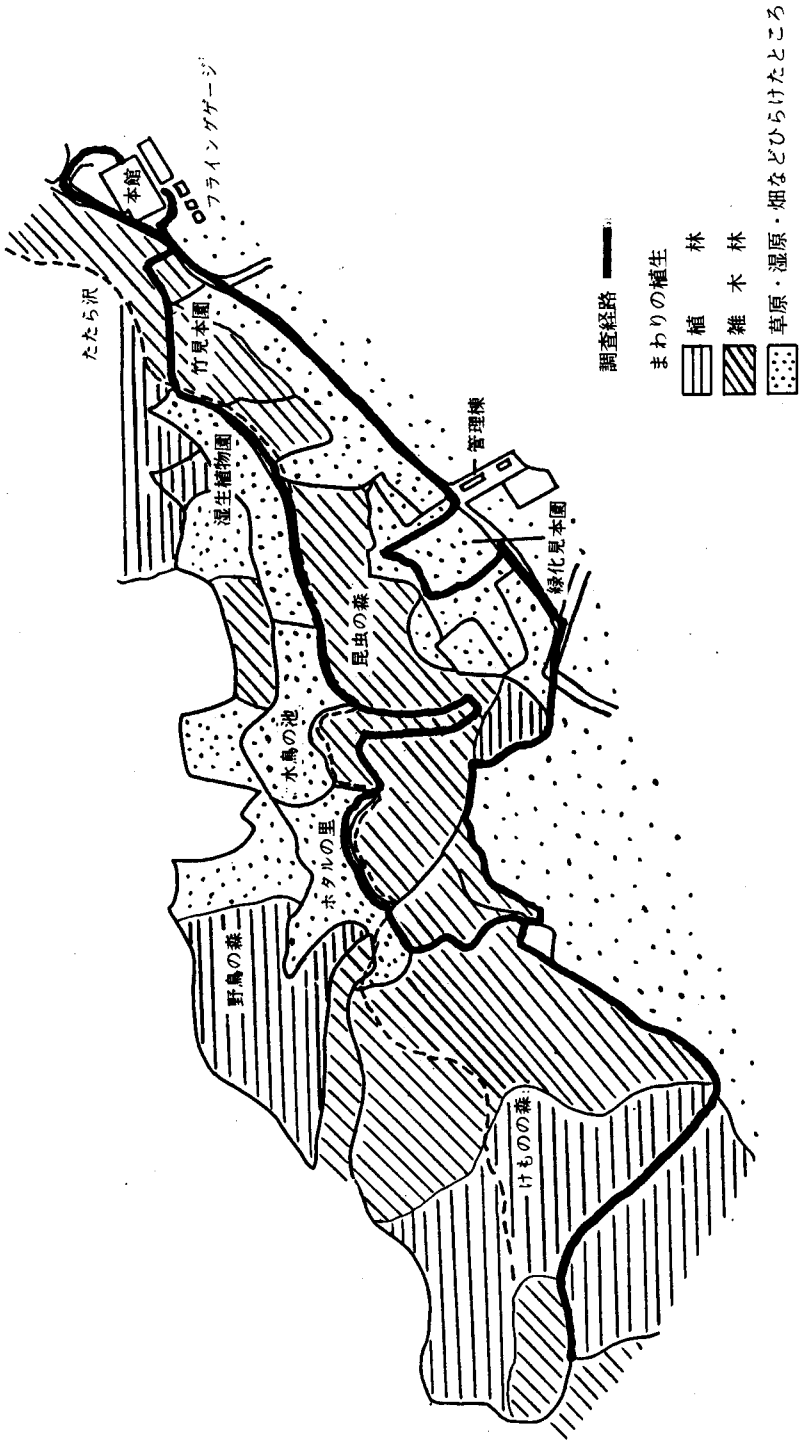 フライングゲージ
本館
たたら沢
竹見本園
湿生植物園
管理棟
緑化見本園
昆虫の森
水鳥の池
ホタルの里
野鳥の森
けものの森
調査経路
まわりの植生
植林
雑木林
草原・湿原・畑などひらけたところ